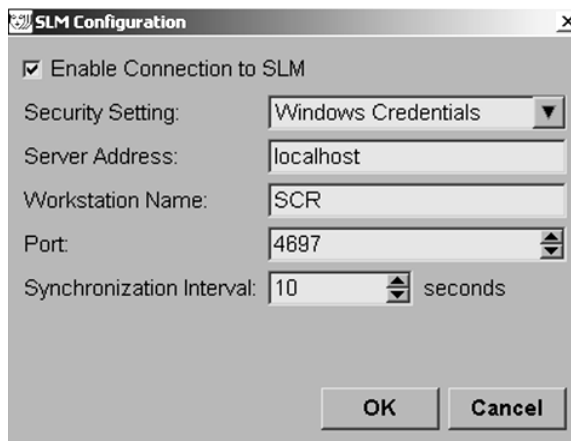 SLM Configuration
Enable Connection to SLM
Security Setting: Windows Credentials
Server Address: localhost
Workstation Name: SCR
Port: 4697
Synchronization Interval: 10 seconds
OK Cancel